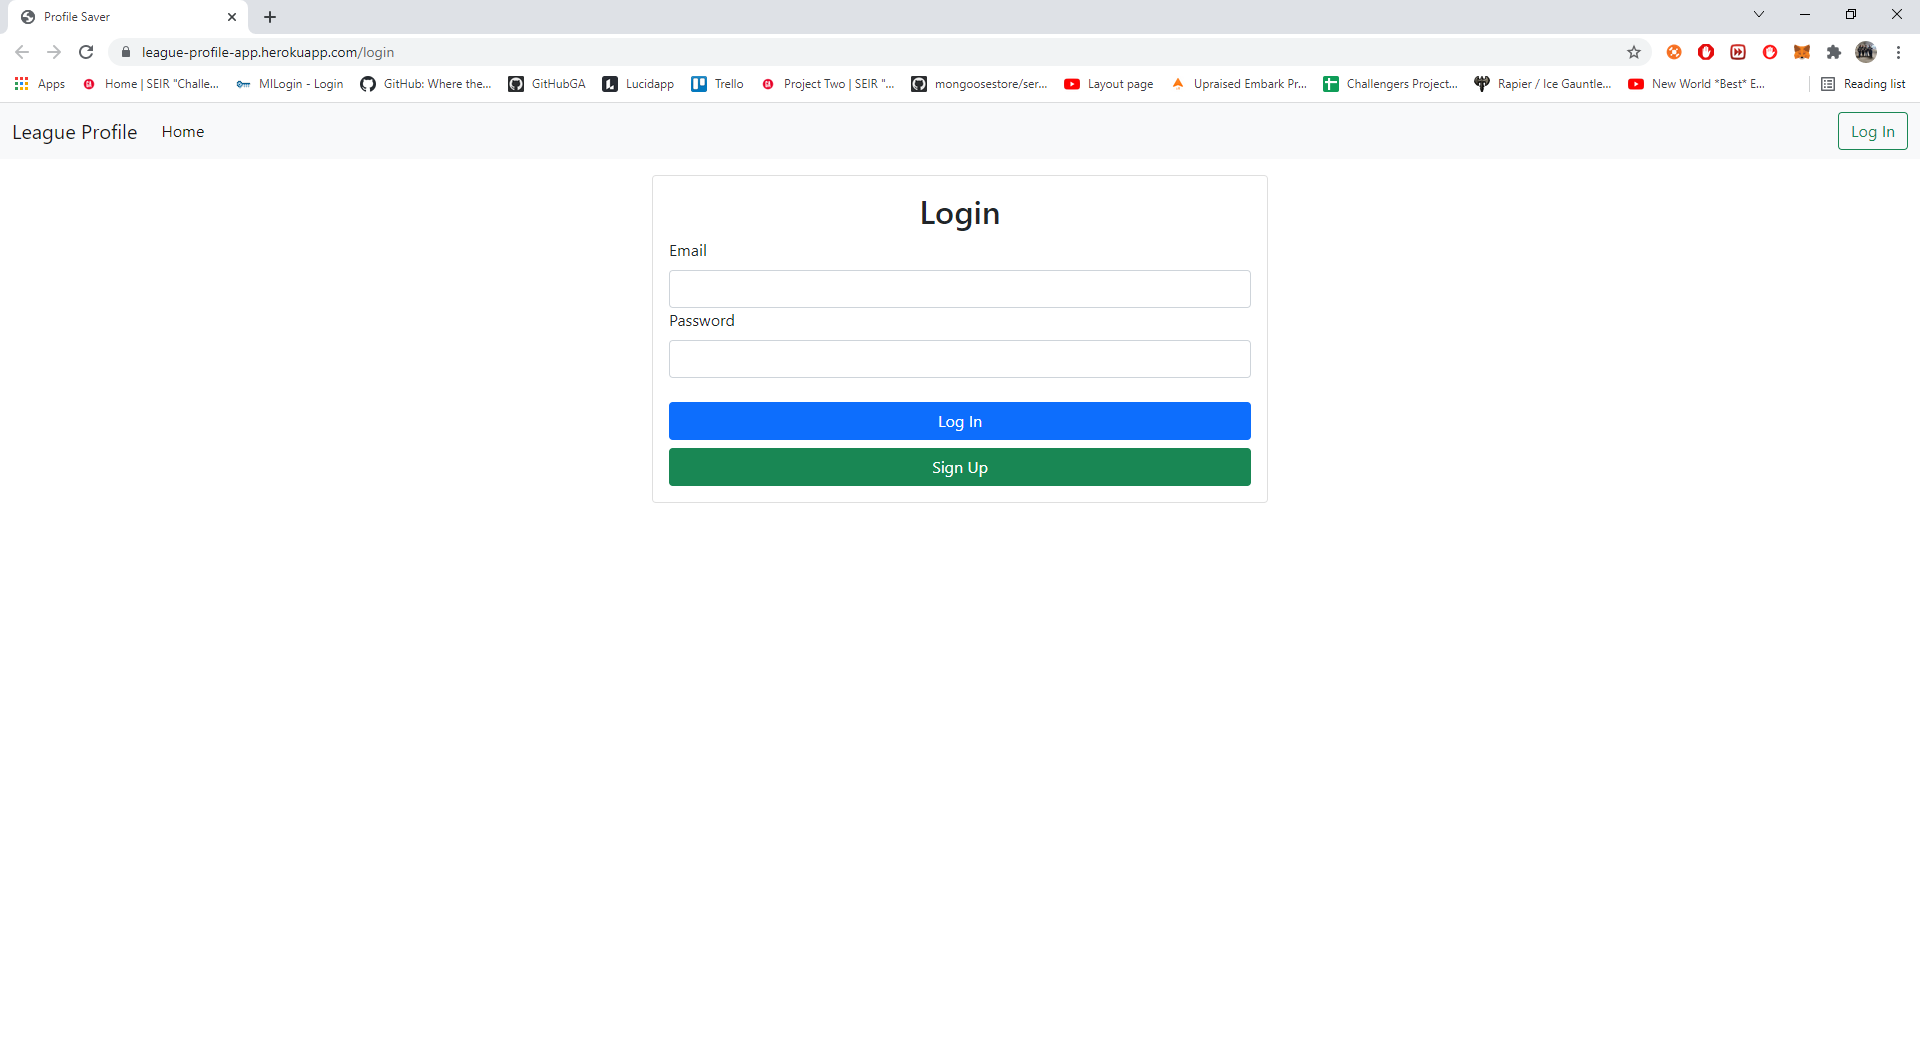 Profile Saver
league-profile-app.herokuapp.com/login
Apps Home | SEIR "Challe... MILogin - Login GitHub: Where the... GitHubGA Lucidapp Trello Project Two | SEIR "... mongoosestore/ser... Layout page Upraised Embark Pr... Challengers Project... Rapier / Ice Gauntle... New World *Best* E... Reading list
League Profile Home Log In
Login
Email
Password
Log In
Sign Up